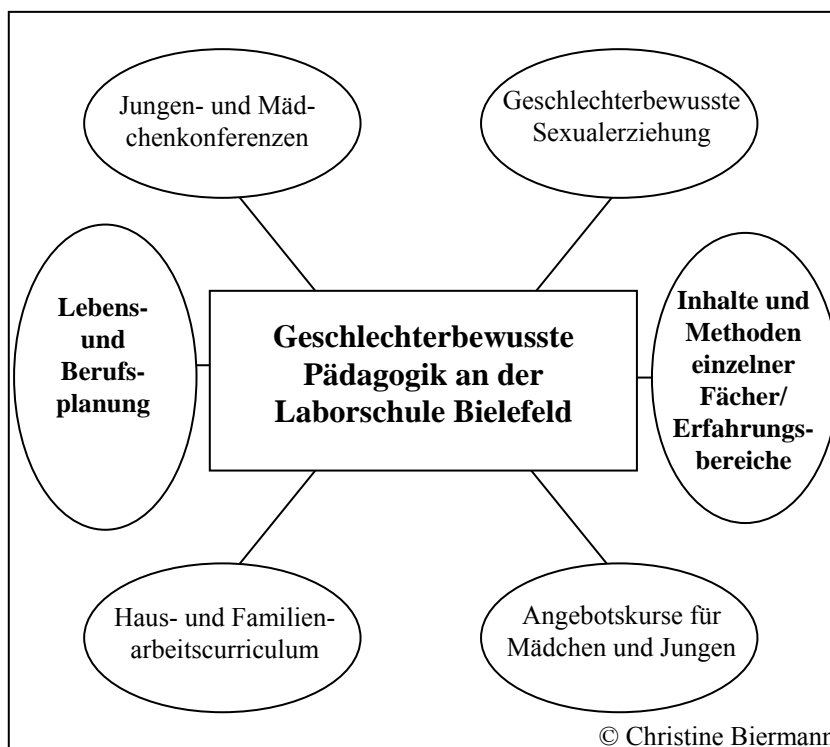 Jungen- und Mäd-
chenkonferenzen
Geschlechterbewusste
Sexualerziehung
Lebens-
und
Berufs-
planung
Geschlechterbewusste
Pädagogik an der
Laborschule Bielefeld
Inhalte und
Methoden
einzelner
Fächer/
Erfahrungs-
bereiche
Haus- und Familien-
arbeitscurriculum
Angebotskurse für
Mädchen und Jungen
© Christine Biermann